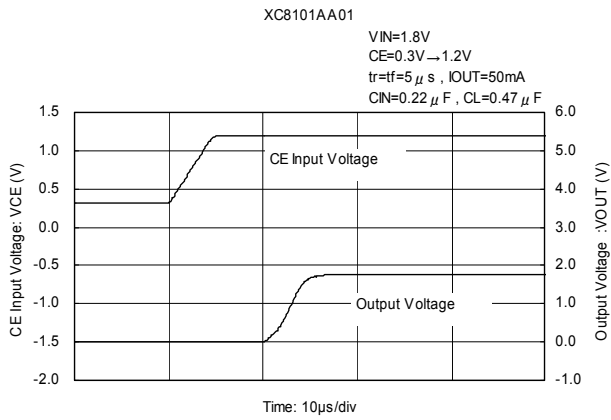 XC8101AA01
VIN=1.8V
CE=0.3V→1.2V
tr=tf=5μs , IOUT=50mA
CIN=0.22μF , CL=0.47μF
CE Input Voltage: VCE (V)
1.5
1.0
0.5
0.0
-0.5
-1.0
-1.5
-2.0
CE Input Voltage
Output Voltage
6.0
5.0
4.0
3.0
2.0
1.0
0.0
-1.0
Output Voltage :VOUT (V)
Time: 10μs/div